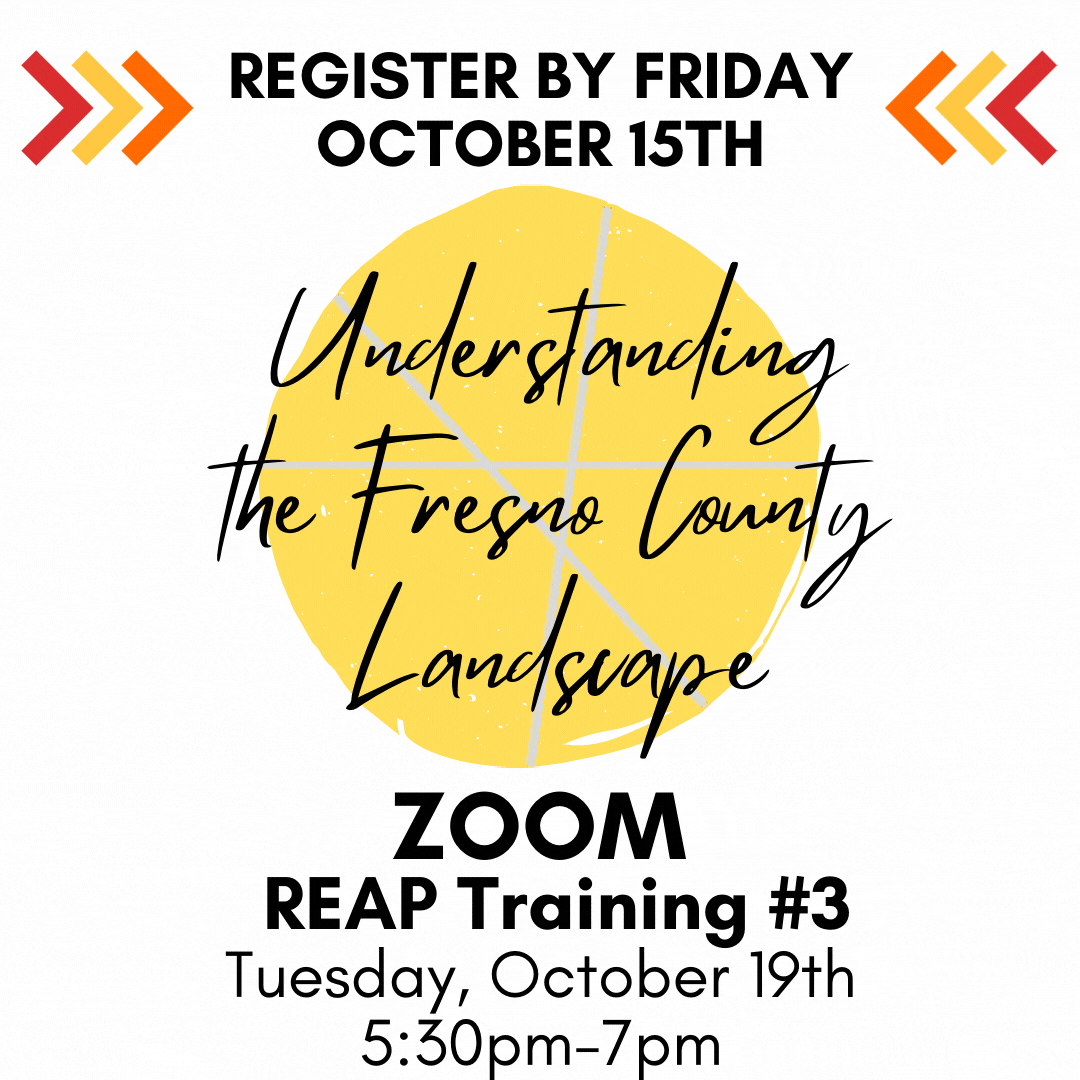 REGISTER BY FRIDAY
OCTOBER 15TH
Understanding
the Fresno County
Landscape
ZOOM
REAP Training #3
Tuesday, October 19th
5:30pm-7pm